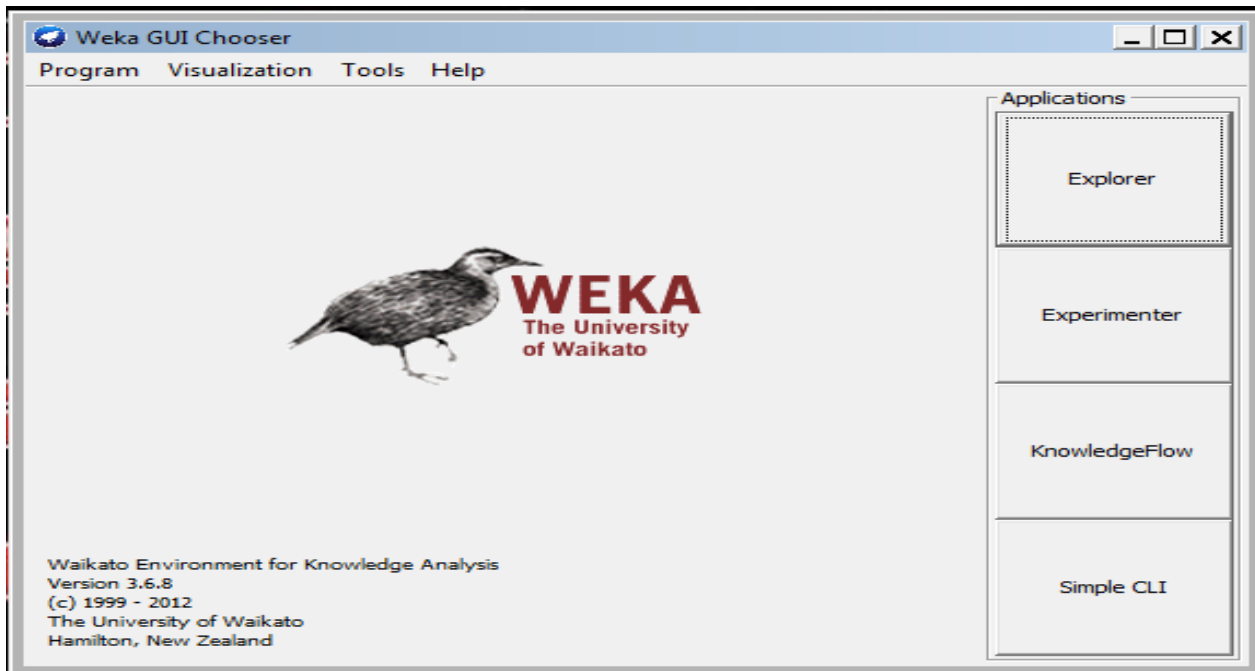 Weka GUI Chooser
Program Visualization Tools Help
Applications
Explorer
Experimenter
KnowledgeFlow
Simple CLI
WEKA
The University
of Waikato
Waikato Environment for Knowledge Analysis
Version 3.6.8
(c) 1999 - 2012
The University of Waikato
Hamilton, New Zealand